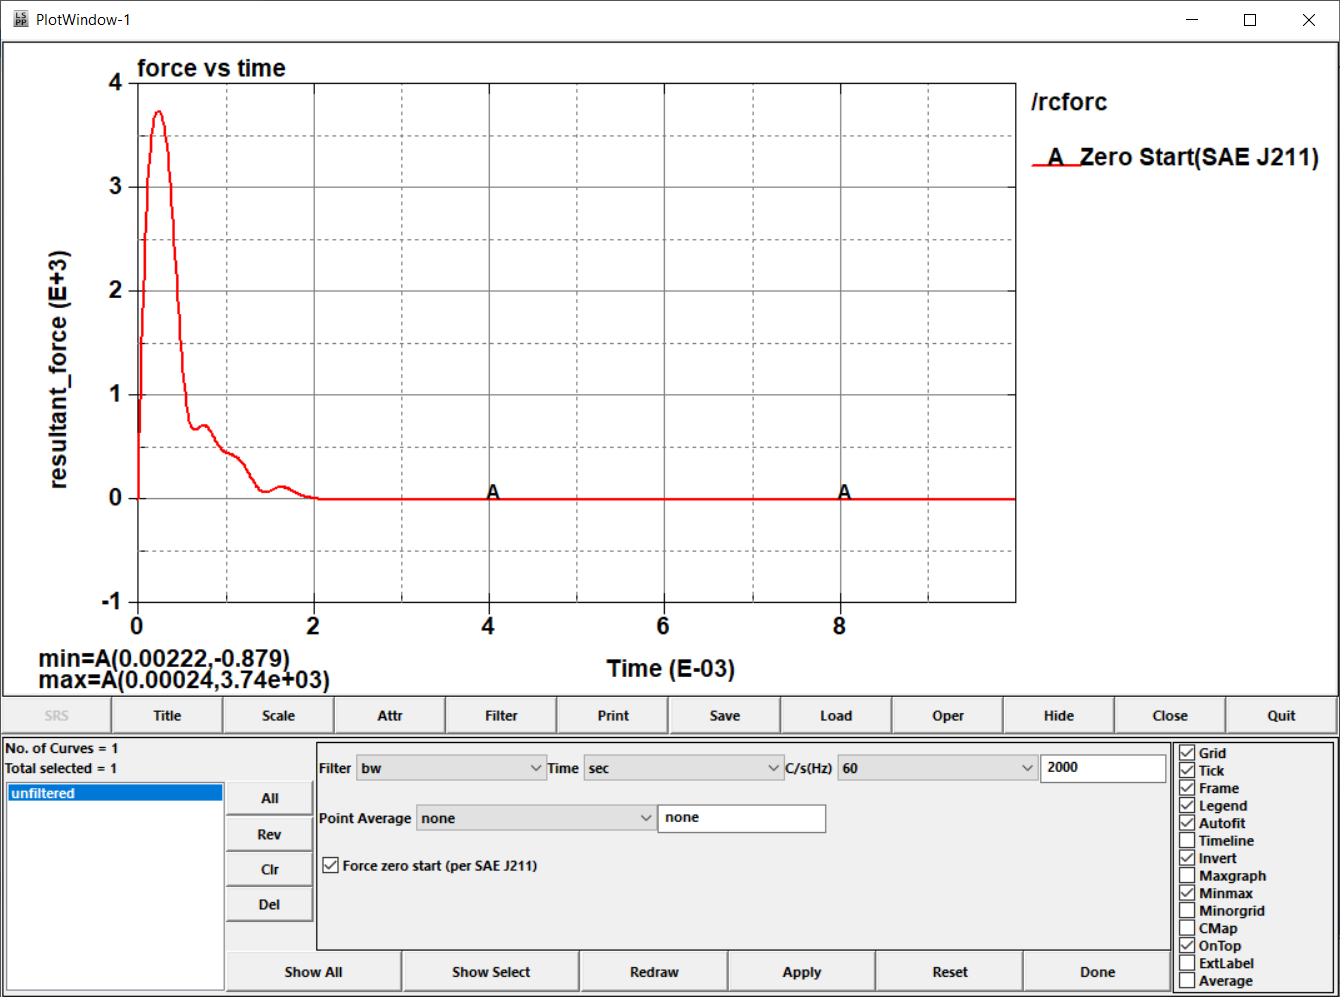 LS
PP
PlotWindow-1
force vs time
4
3
2
1
0
-1
resultant_force (E+3)
A
A
0
2
4
6
8
Time (E-03)
min=A(0.00222,-0.879)
max=A(0.00024,3.74e+03)
/rcforc
A Zero Start(SAE J211)
SRS Title Scale Attr Filter Print Save Load Oper Hide Close Quit
No. of Curves = 1
Total selected = 1
unfiltered
All
Rev
Clr
Del
Filter bw Time sec C/s(Hz) 60 2000
Point Average none none
Force zero start (per SAE J211)
Show All Show Select Redraw Apply Reset Done
Grid
Tick
Frame
Legend
Autofit
Timeline
Invert
Maxgraph
Minmax
Minorgrid
CMap
OnTop
ExtLabel
Average